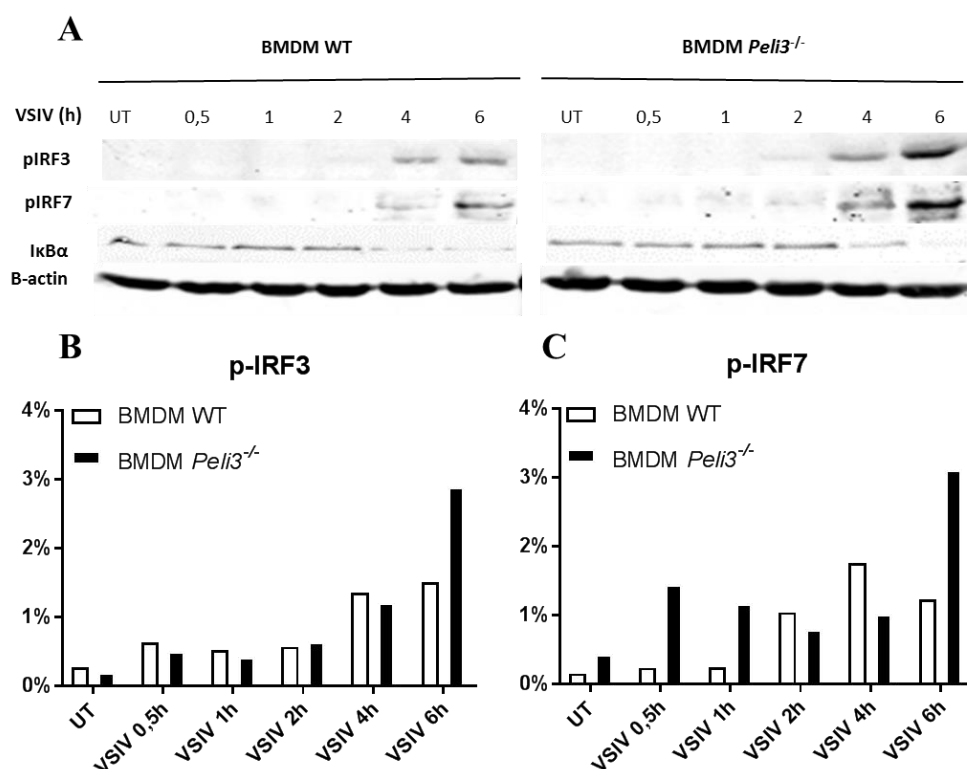 A
BMDM WT
BMDM Peli3-/-
VSIV (h) UT 0,5 1 2 4 6 UT 0,5 1 2 4 6
pIRF3
pIRF7
IκBα
B-actin
B
p-IRF3
4%
3%
2%
1%
0%
BMDM WT
BMDM Peli3-/-
UT
VSIV 0,5h
VSIV 1h
VSIV 2h
VSIV 4h
VSIV 6h
C
p-IRF7
4%
3%
2%
1%
0%
BMDM WT
BMDM Peli3-/-
UT
VSIV 0,5h
VSIV 1h
VSIV 2h
VSIV 4h
VSIV 6h